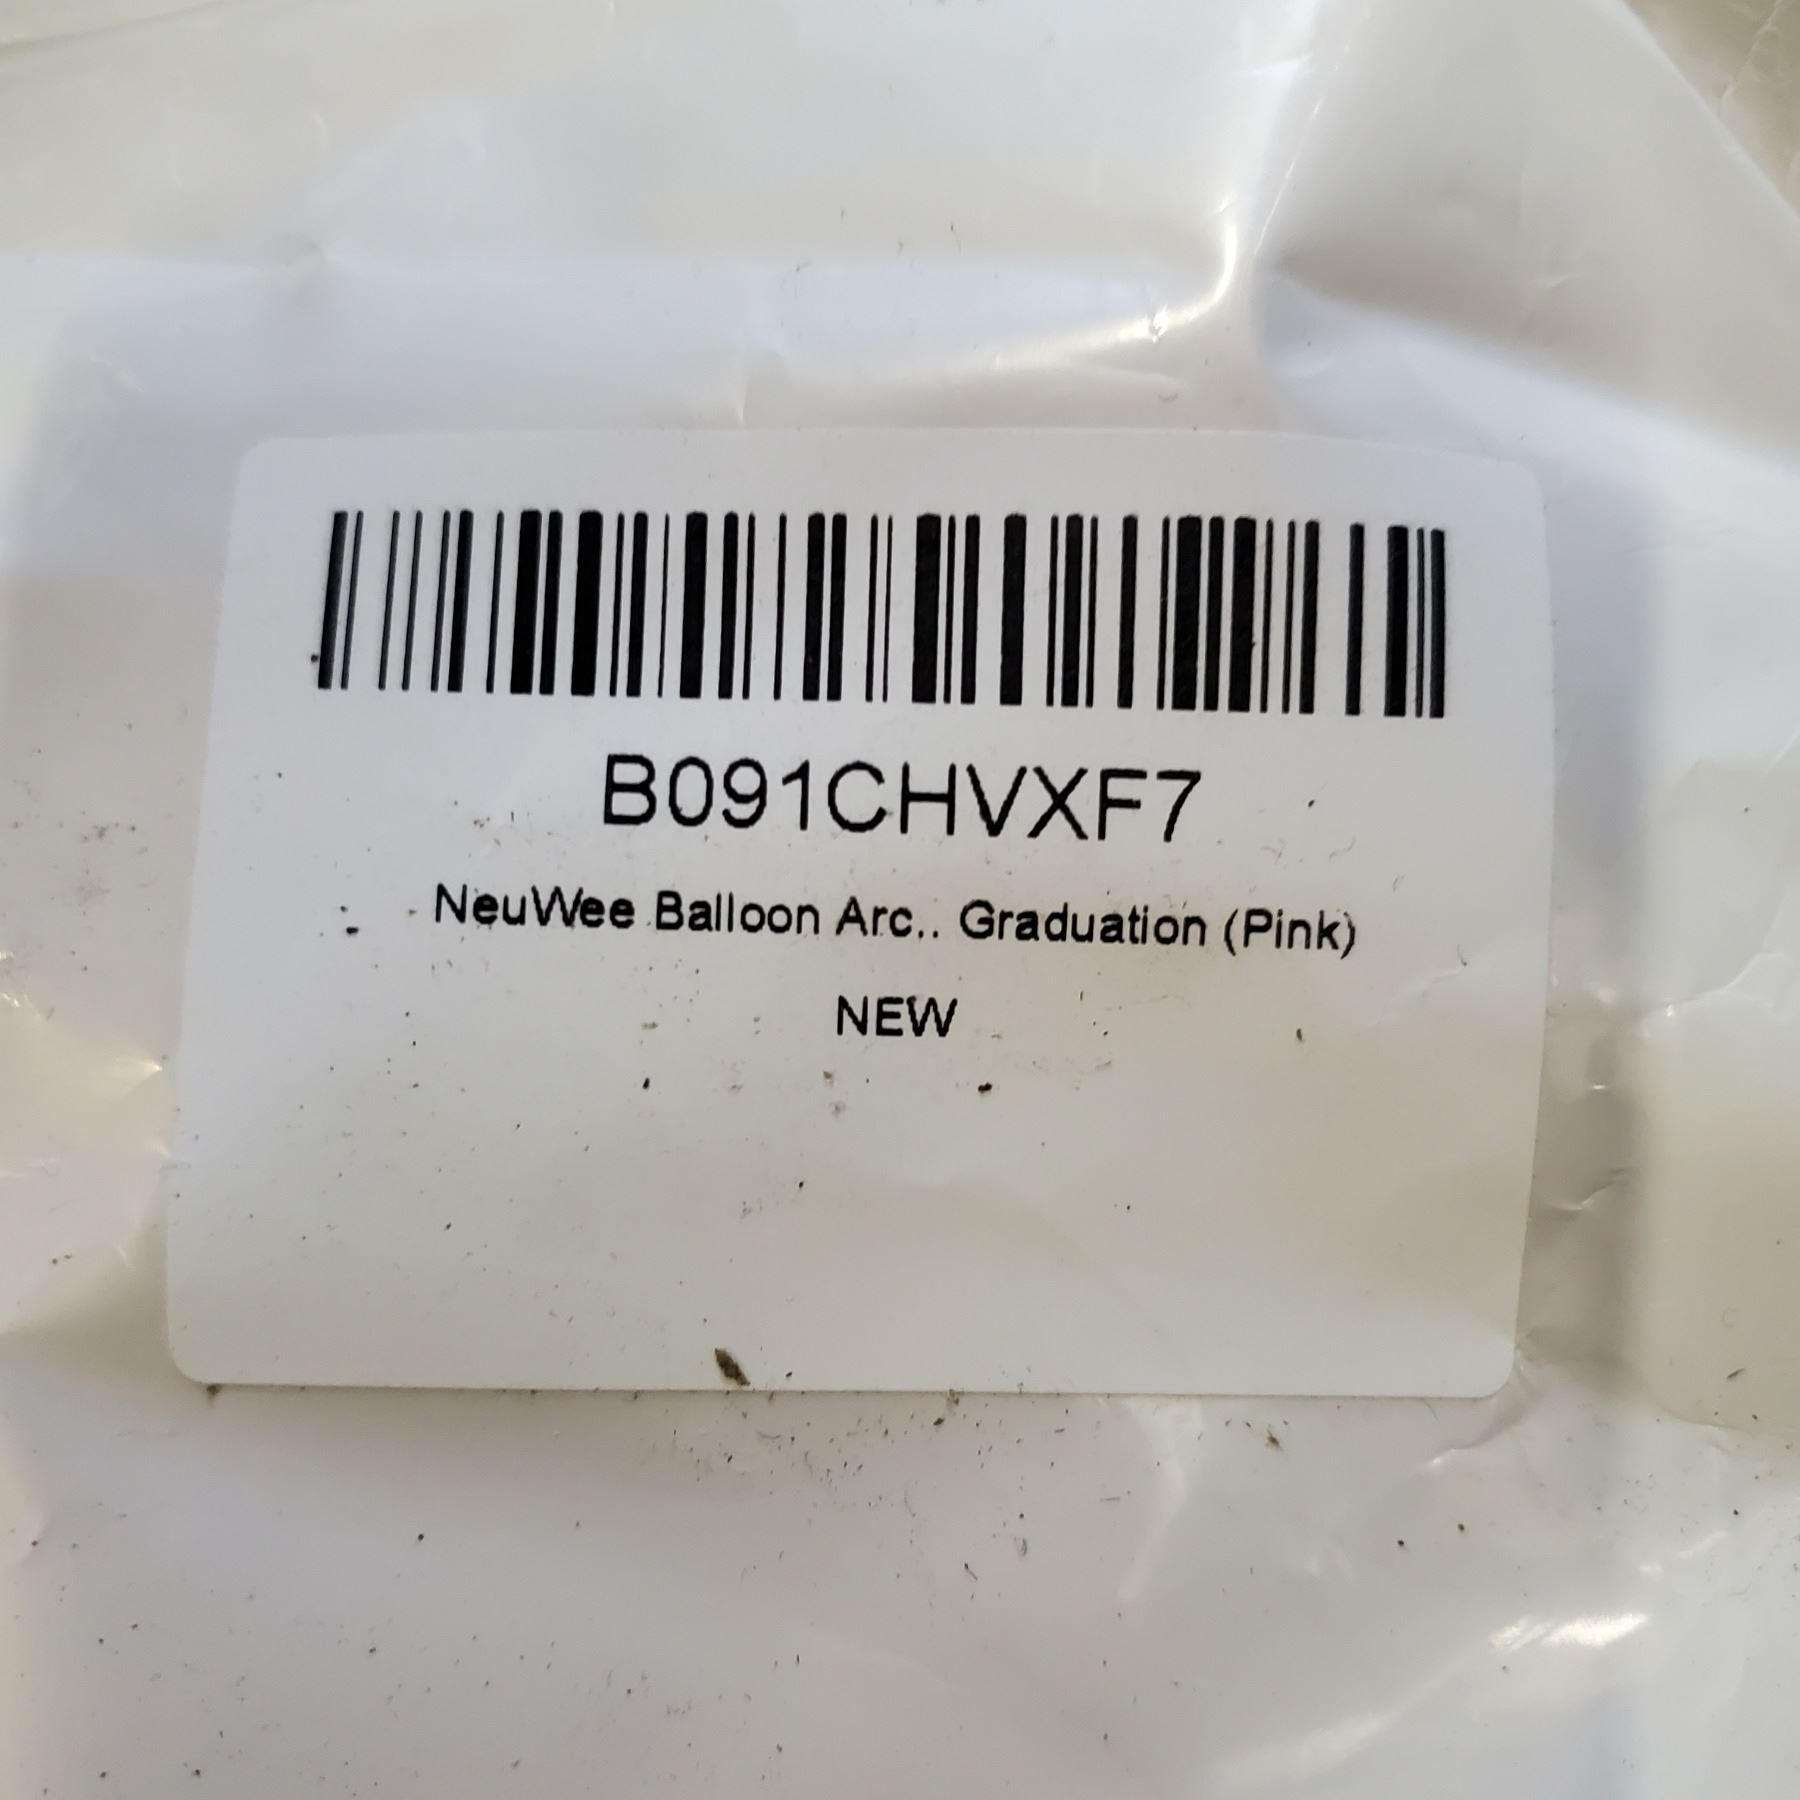 B091CHVXF7
NeuWee Balloon Arc.. Graduation (Pink)
NEW